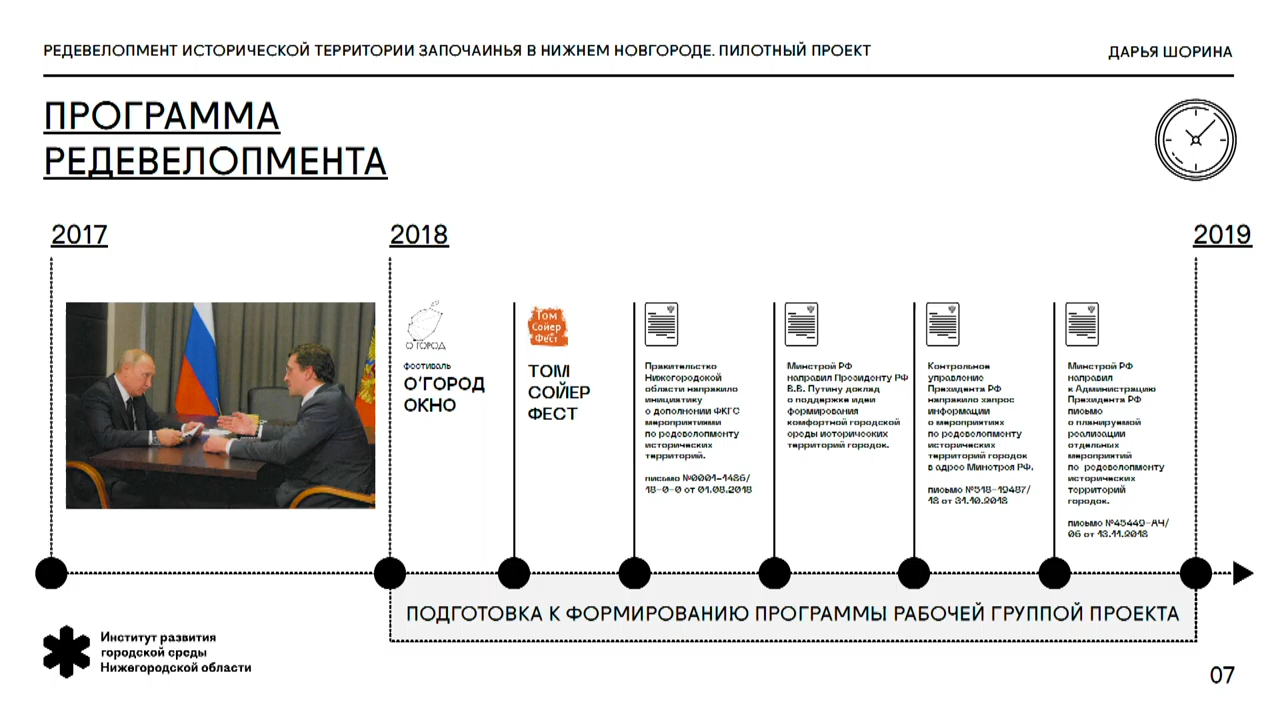 РЕДЕВЕЛОПМЕНТ ИСТОРИЧЕСКОЙ ТЕРРИТОРИИ ЗАПОЧАИНЬЯ В НИЖНЕМ НОВГОРОДЕ. ПИЛОТНЫЙ ПРОЕКТ
ДАРЬЯ ШОРИНА
ПРОГРАММА
РЕДЕВЕЛОПМЕНТА
2017
2018
2019
О'ГОРОД
фестиваль
О'ГОРОД
ОКНО
Том
Сойер
Фест
ТОМ
СОЙЕР
ФЕСТ
Правительство
Нижегородской
области направило
инициативу
о дополнении ФКГС
мероприятиями
по редевелопменту
исторических
территорий.
письмо №0001-1486/
18-0-0 от 01.08.2018
Минстрой РФ
направил Президенту РФ
В.В. Путину доклад
о поддержке идеи
формирования
комфортной городской
среды исторических
территорий городок.
Контрольное
управление
Президента РФ
направило запрос
информации
о мероприятиях
по редевелопменту
исторических
территорий городок
в адрес Минстроя РФ.
письмо №518-19487/
18 от 31.10.2018
Минстрой РФ
направил
к Администрацию
Президента РФ
письмо
о планируемой
реализации
отдельных
мероприятий
по редевелопменту
исторических
территорий
городок.
письмо №45449-АЧ/
06 от 13.11.2018
ПОДГОТОВКА К ФОРМИРОВАНИЮ ПРОГРАММЫ РАБОЧЕЙ ГРУППОЙ ПРОЕКТА
Институт развития
городской среды
Нижегородской области
07